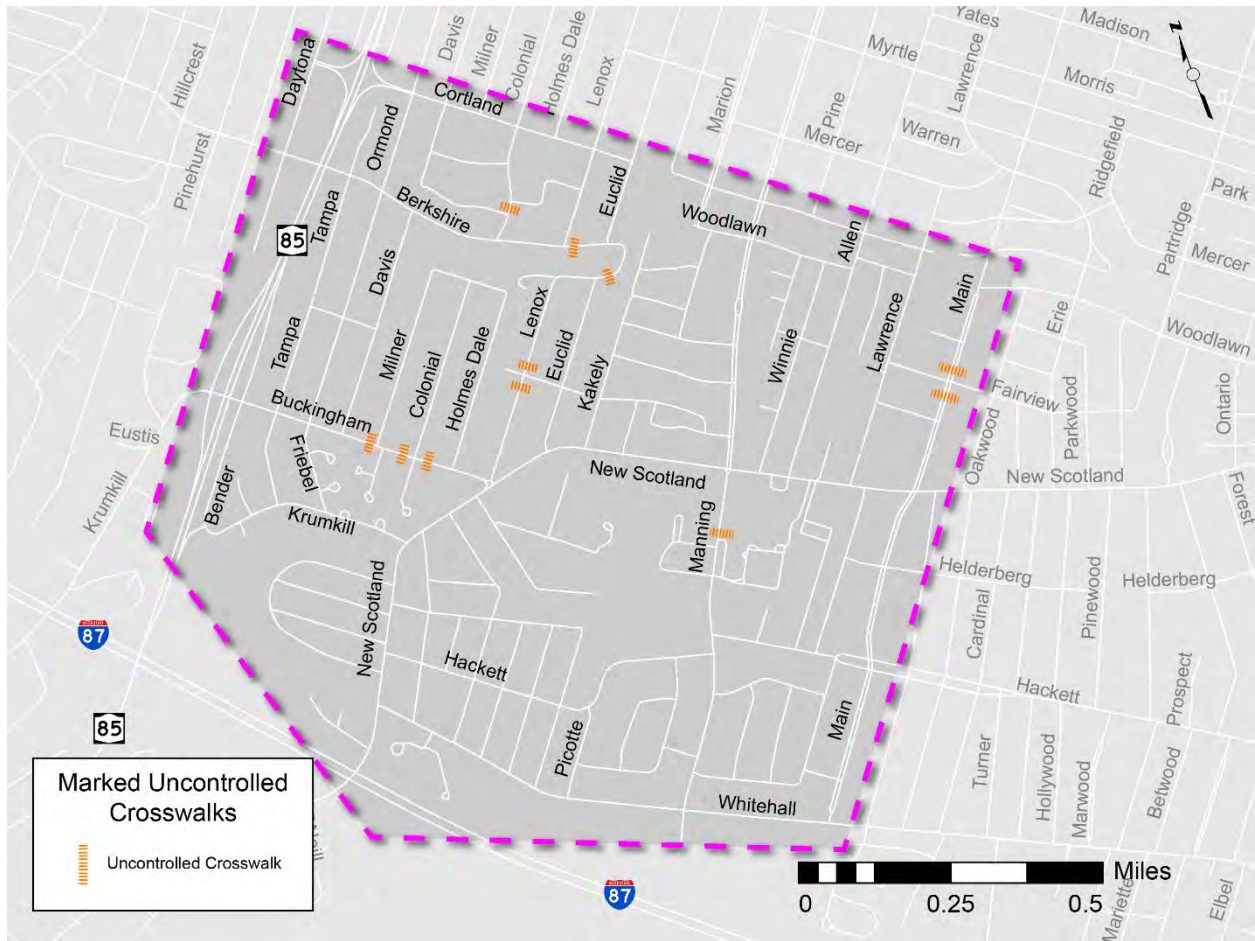 Yates
Madison
Davis
Milner
Colonial
Holmes Dale
Lenox
Myrtle
Lawrence
Morris
Hillcrest
Daytona
Cortland
Marion
Pine
Mercer
Warren
Ridgefield
Park
Pinehurst
Ormond
Berkshire
Euclid
Woodlawn
Allen
Partridge
Mercer
85
Tampa
Davis
Main
Erie
Woodlawn
Tampa
Milner
Lenox
Euclid
Winnie
Lawrence
Colonial
Holmes Dale
Kakely
Fairview
Parkwood
Ontario
Buckingham
Eustis
Friebel
Oakwood
New Scotland
New Scotland
Forest
Krumkill
Bender
Krumkill
Manning
Helderberg
Helderberg
87
New Scotland
Cardinal
Pinewood
Hackett
Hackett
Prospect
85
Picotte
Main
Turner
Hollywood
Marwood
Betwood
Whitehall
Marked Uncontrolled
Crosswalks
Uncontrolled Crosswalk
87
Miles
0
0.25
0.5
Mariette
Elbel